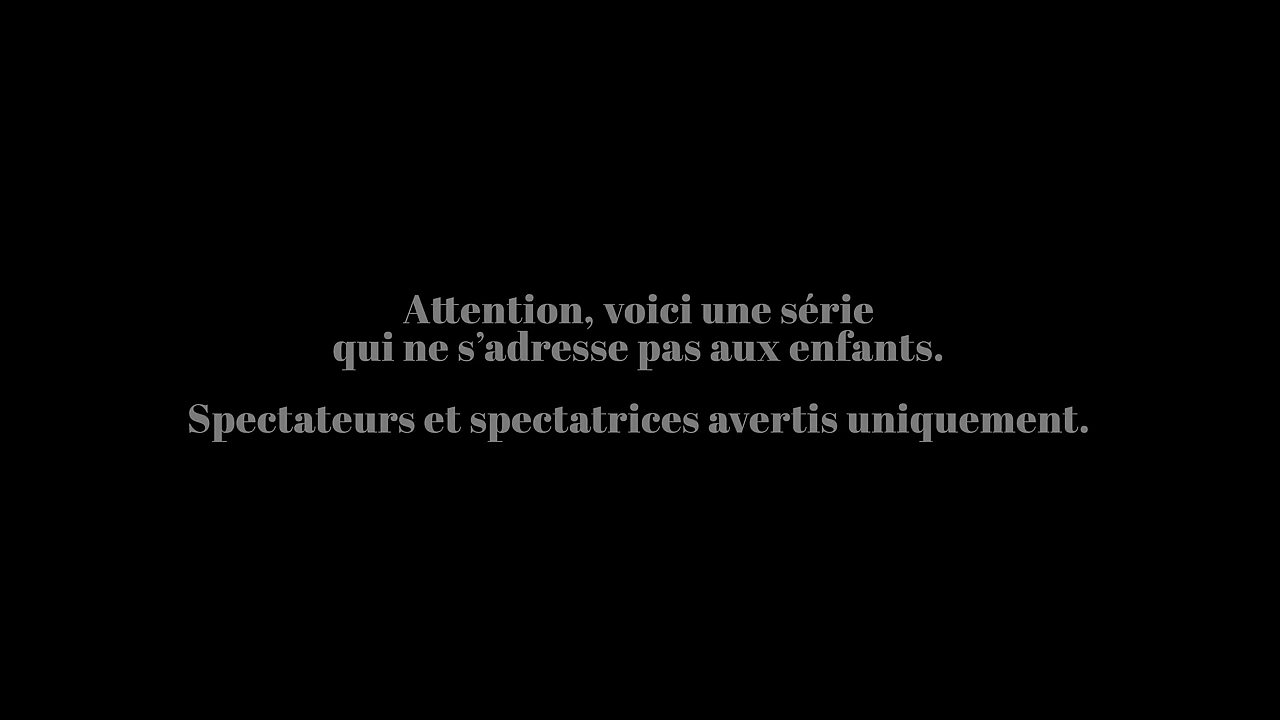 Attention, voici une série
qui ne s’adresse pas aux enfants.
Spectateurs et spectatrices avertis uniquement.